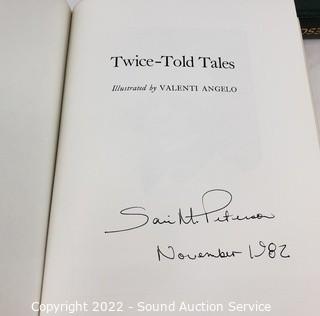 Twice-Told Tales
Illustrated by VALENTI ANGELO
M. Peterson
November 1982
Copyright 2022 - Sound Auction Service